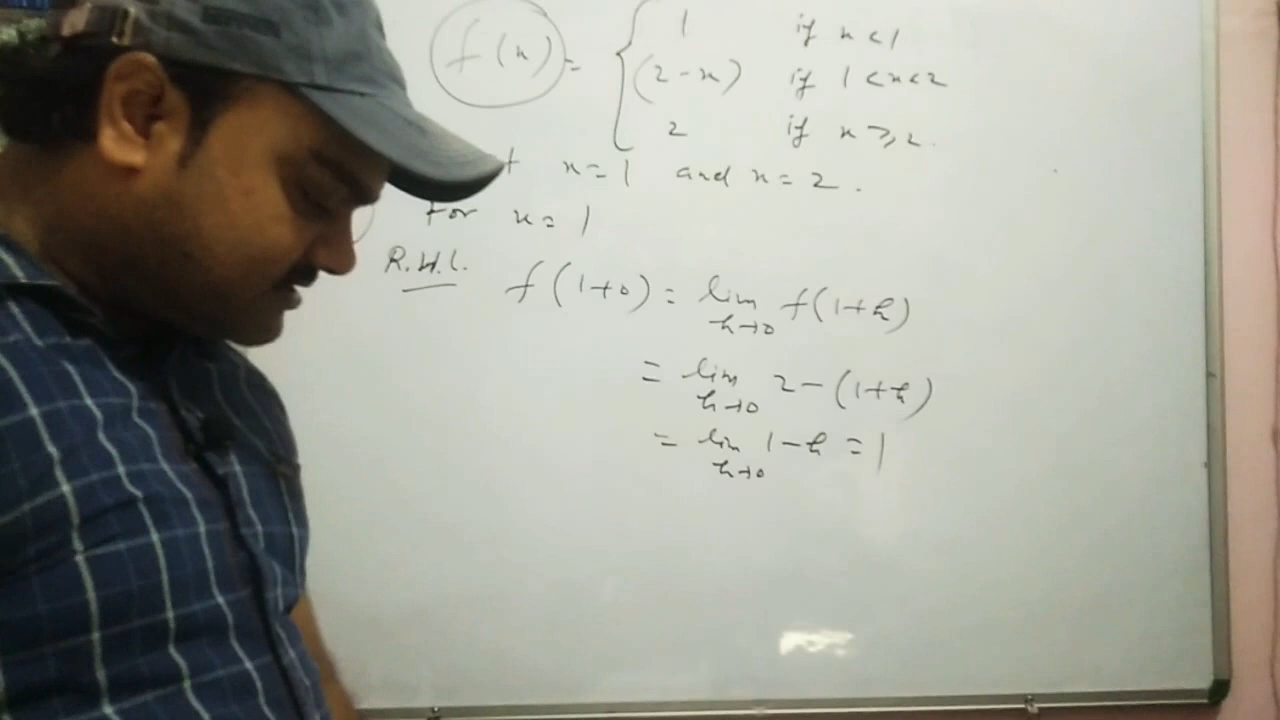 f(x) = { 1 if x<1
(2-x) if 1<x<2
2 if x⩾2.
x=1 and x=2.
For x=1
R.H.L. f(1+0) = lim h→0 f(1+h)
= lim h→0 2-(1+h)
= lim h→0 1-h = 1